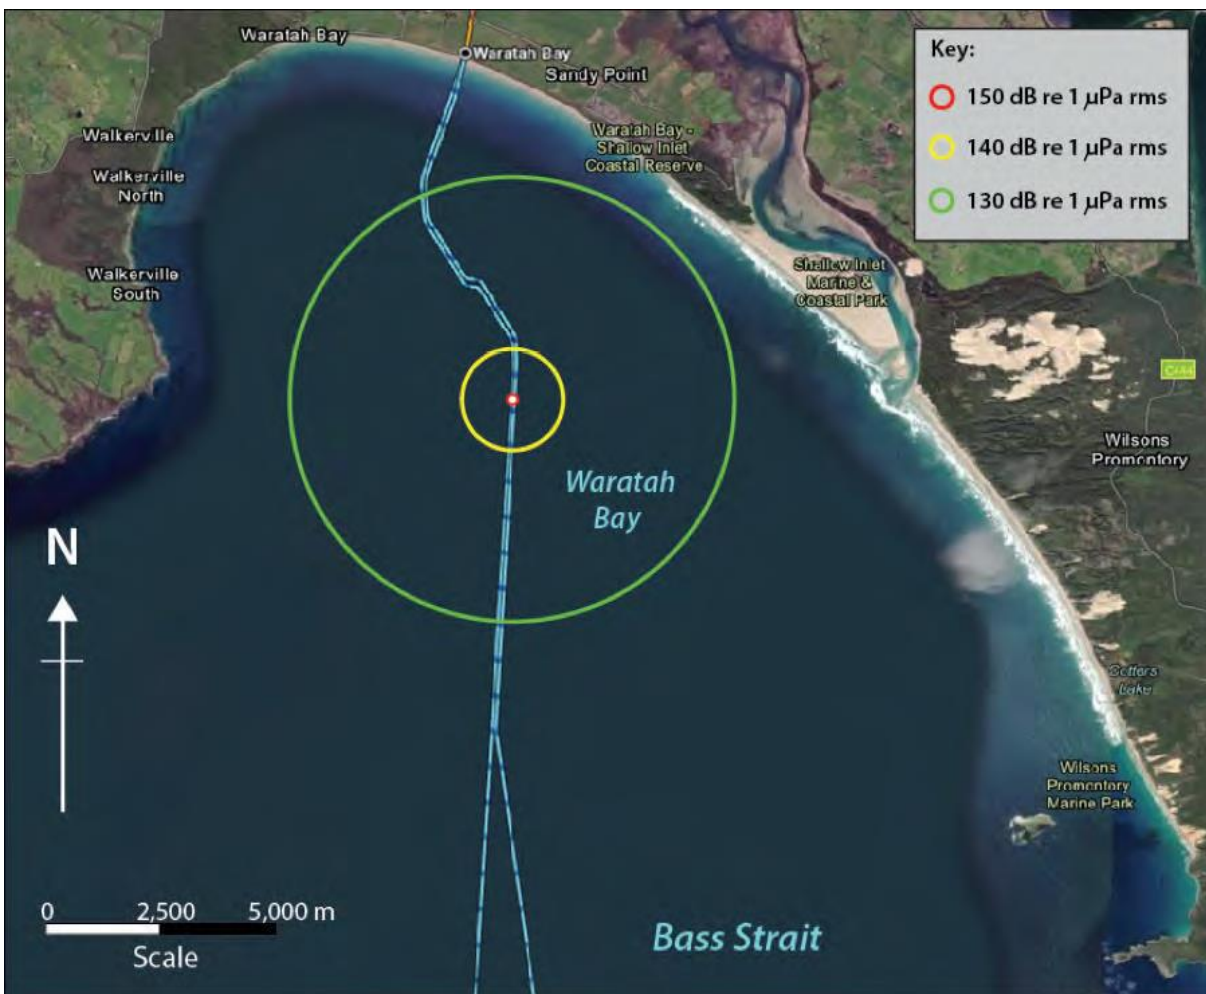 Waratah Bay
Waratah Bay
Sandy Point
Walkerville
Waratah Bay -
Shallow Inlet
Coastal Reserve
Walkerville
North
Walkerville
South
Shallow Inlet
Marine &
Coastal Park
Key:
150 dB re 1 µPa rms
140 dB re 1 µPa rms
130 dB re 1 µPa rms
C444
Wilsons
Promontory
Waratah
Bay
N
Lake
Wilsons
Promontory
Marine Park
0 2,500 5,000 m
Scale
Bass Strait